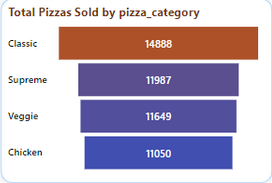 Total Pizzas Sold by pizza_category
Classic 14888
Supreme 11987
Veggie 11649
Chicken 11050